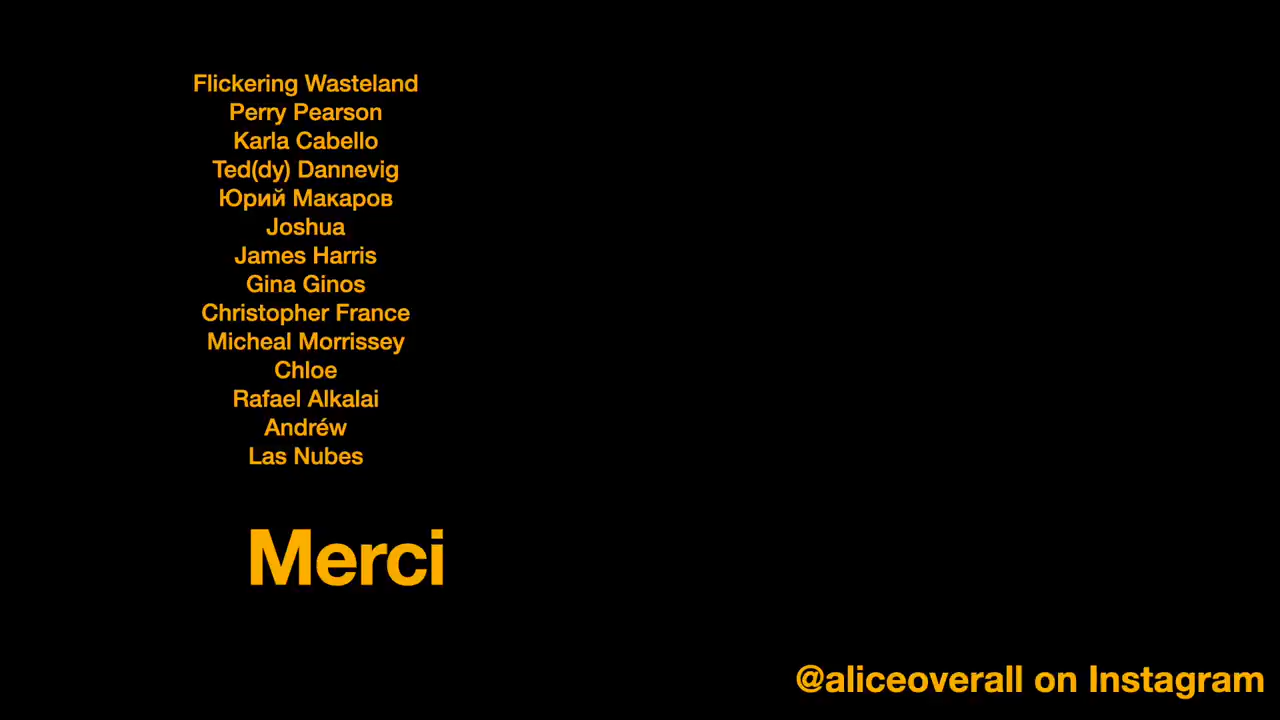 Flickering Wasteland
Perry Pearson
Karla Cabello
Ted(dy) Dannevig
Юрий Макаров
Joshua
James Harris
Gina Ginos
Christopher France
Micheal Morrissey
Chloe
Rafael Alkalai
Andréw
Las Nubes
Merci
@aliceoverall on Instagram